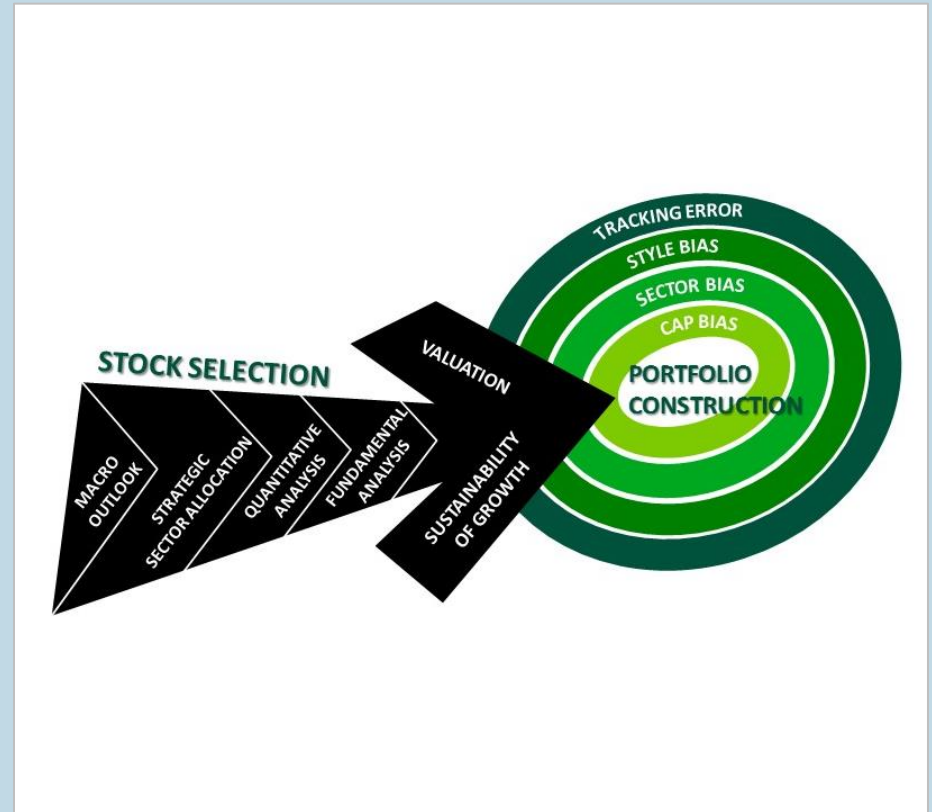 STOCK SELECTION
MACRO
OUTLOOK
STRATEGIC
SECTOR ALLOCATION
QUANTITATIVE
ANALYSIS
FUNDAMENTAL
ANALYSIS
VALUATION
SUSTAINABILITY
OF GROWTH
TRACKING ERROR
STYLE BIAS
SECTOR BIAS
CAP BIAS
PORTFOLIO
CONSTRUCTION